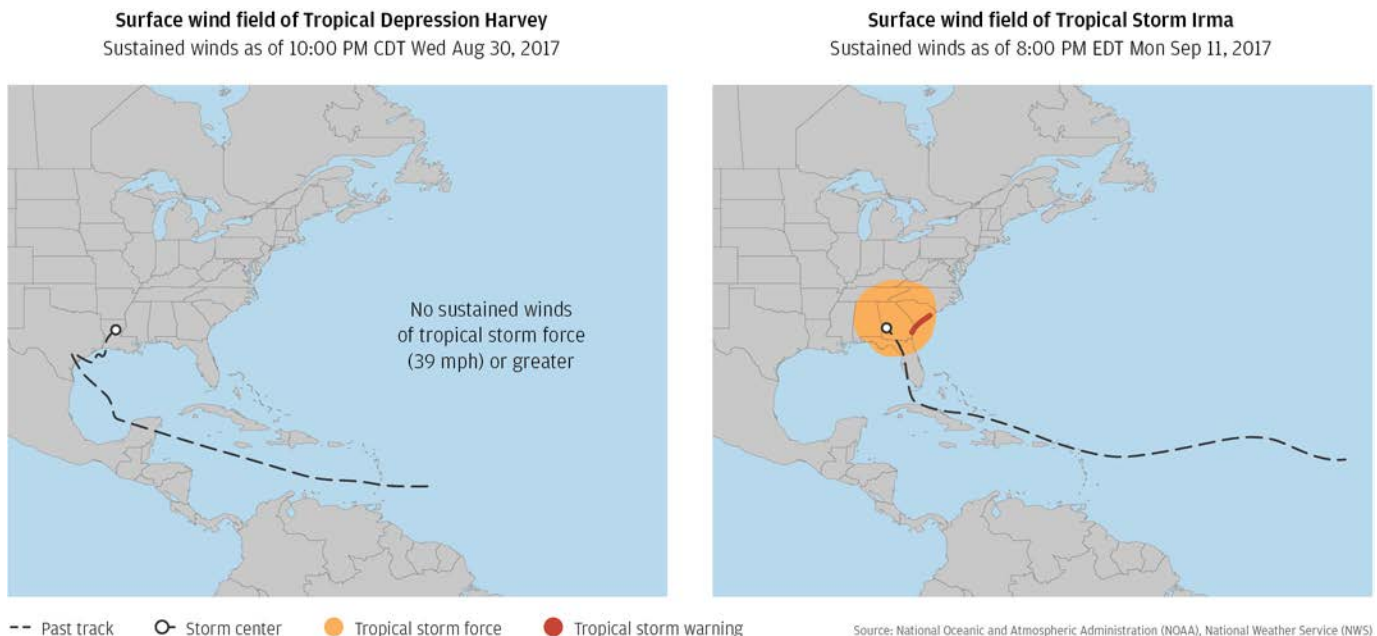 Surface wind field of Tropical Depression Harvey
Sustained winds as of 10:00 PM CDT Wed Aug 30, 2017
No sustained winds
of tropical storm force
(39 mph) or greater
Surface wind field of Tropical Storm Irma
Sustained winds as of 8:00 PM EDT Mon Sep 11, 2017
Past track
Storm center
Tropical storm force
Tropical storm warning
Source: National Oceanic and Atmospheric Administration (NOAA), National Weather Service (NWS)